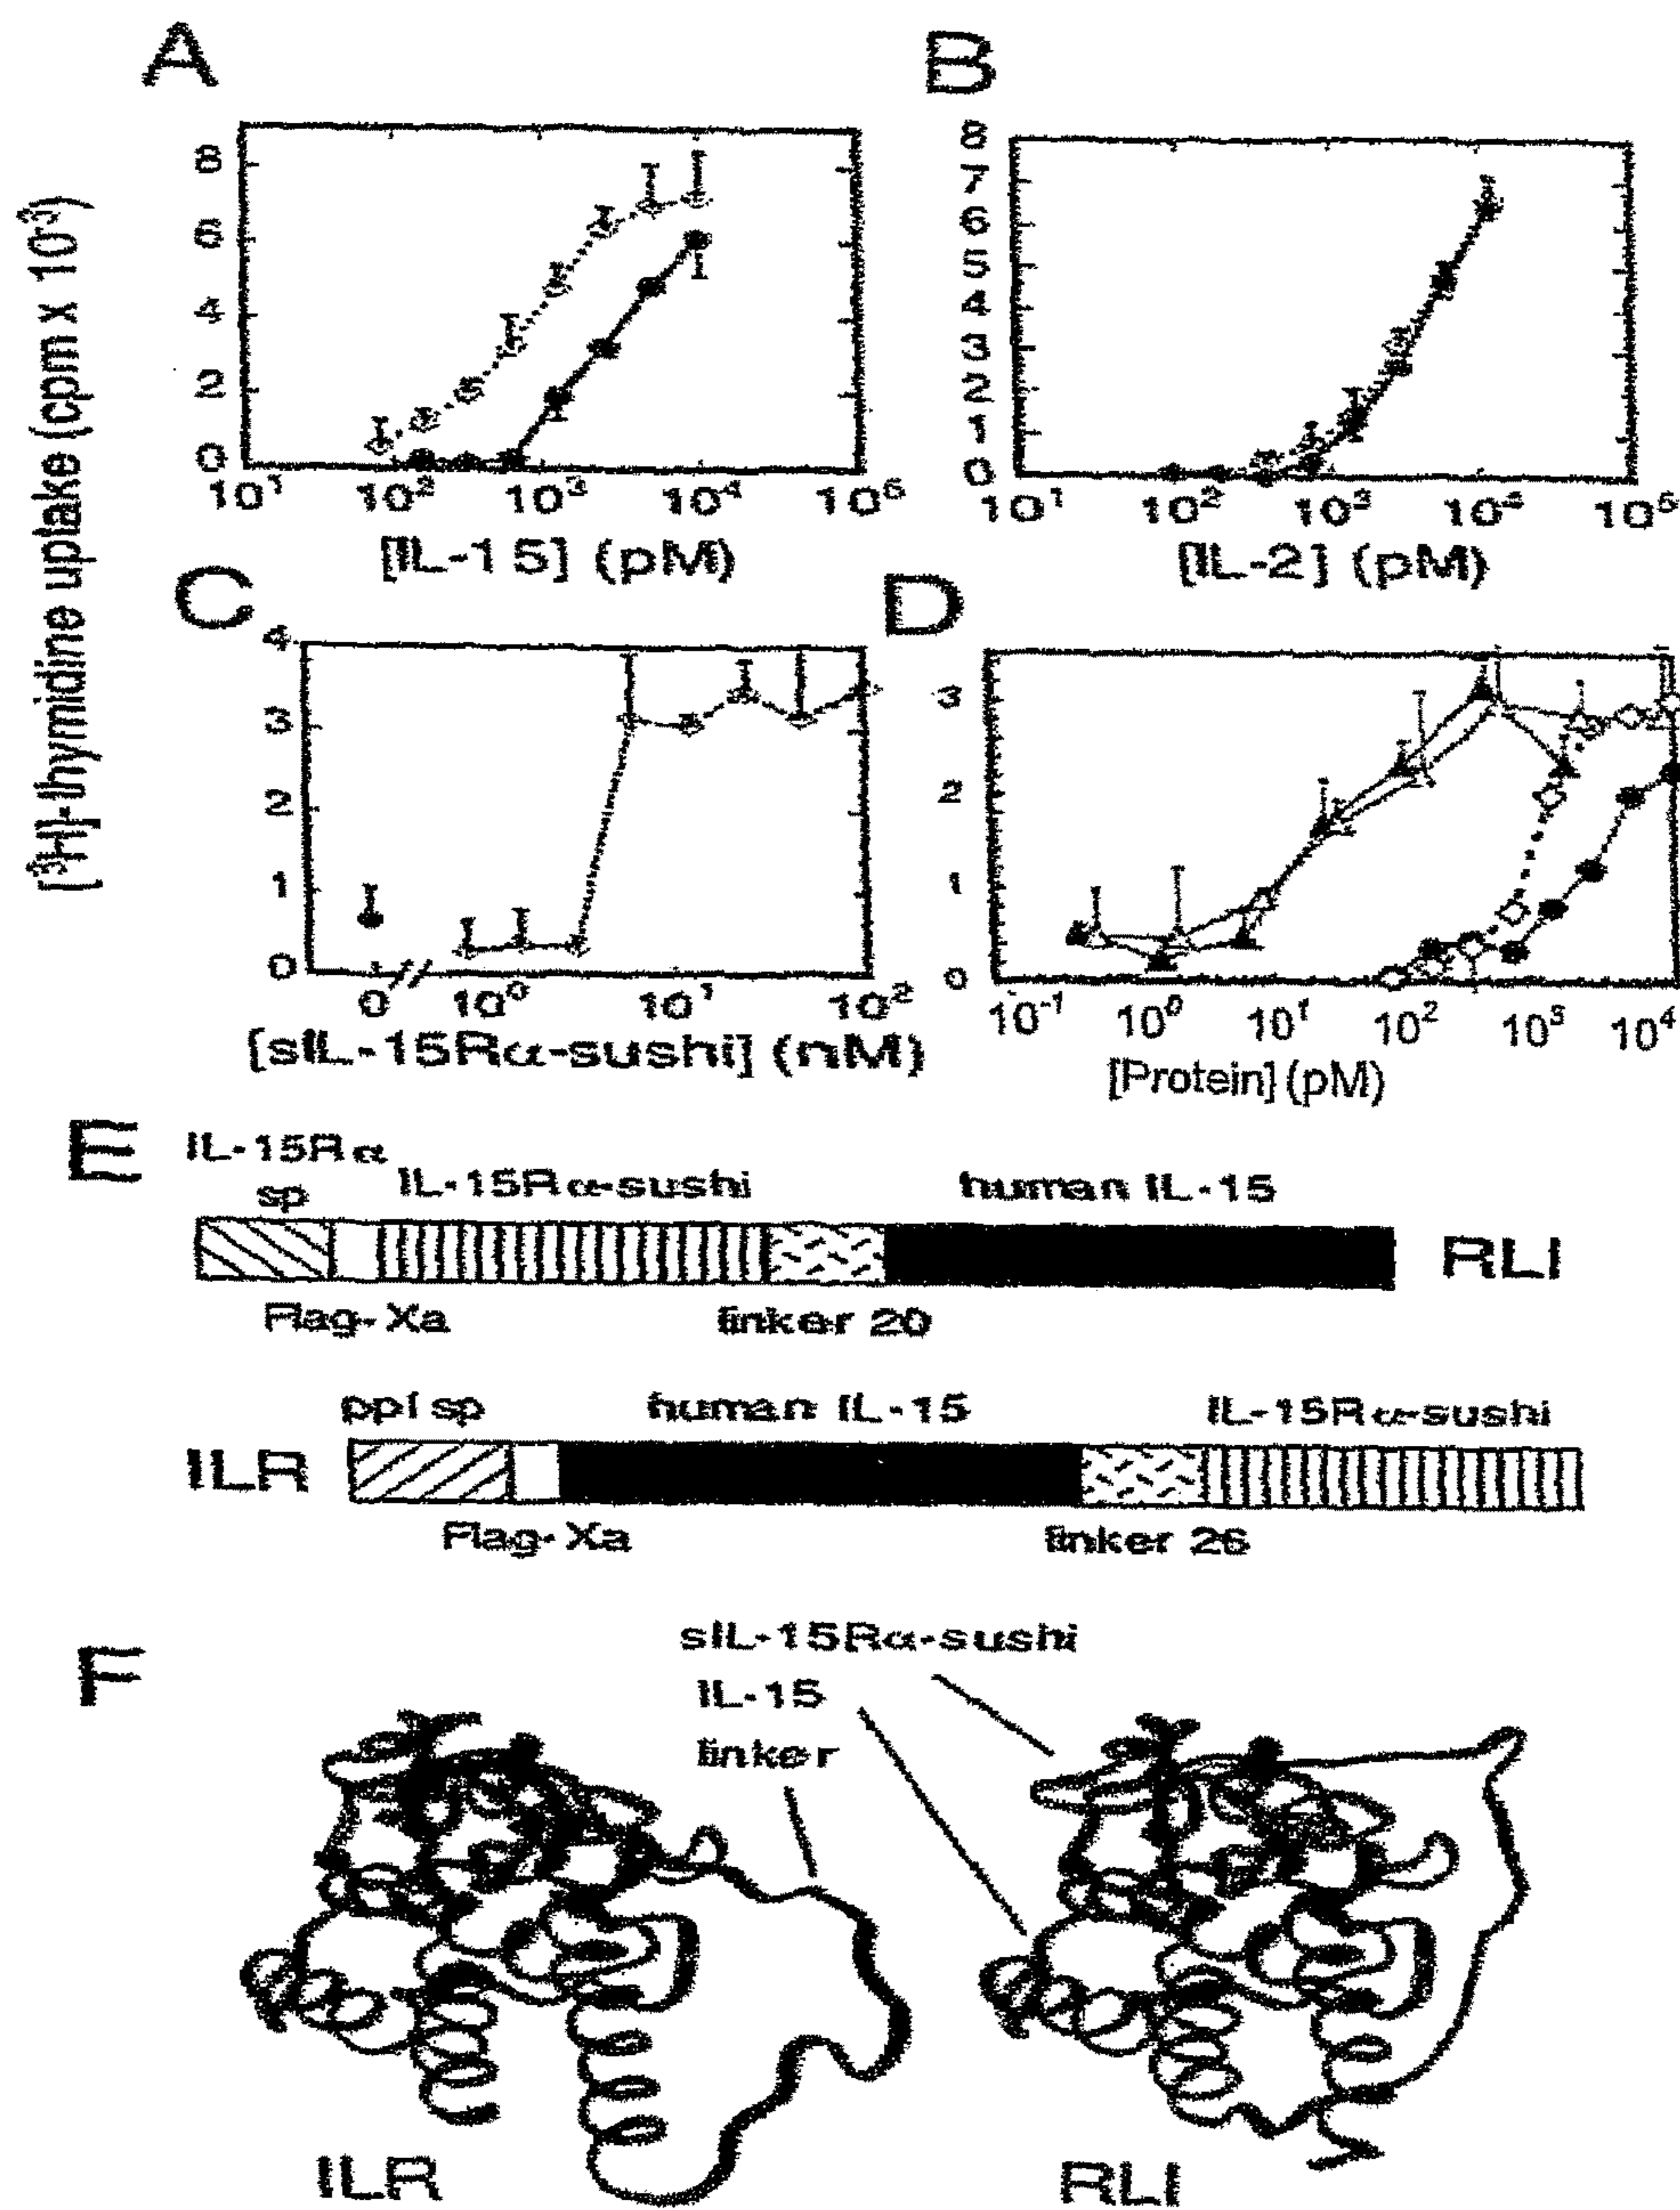 A
B
[³H]-thymidine uptake (cpm x 10⁻³)
8
6
4
2
0
10¹ 10² 10³ 10⁴ 10⁵
[IL-15] (pM)
8
7
6
5
4
3
2
1
0
10¹ 10² 10³ 10⁴ 10⁵
[IL-2] (pM)
C
D
4
3
2
1
0
0 10⁰ 10¹ 10²
[sIL-15Rα-sushi] (nM)
3
2
1
0
10⁻¹ 10⁰ 10¹ 10² 10³ 10⁴
[Protein] (pM)
E
IL-15Rα
sp
IL-15Rα-sushi
human IL-15
RLI
Flag-Xa
linker 20
ppl sp
human IL-15
IL-15Rα-sushi
ILR
Flag-Xa
linker 26
F
sIL-15Rα-sushi
IL-15
linker
ILR
RLI